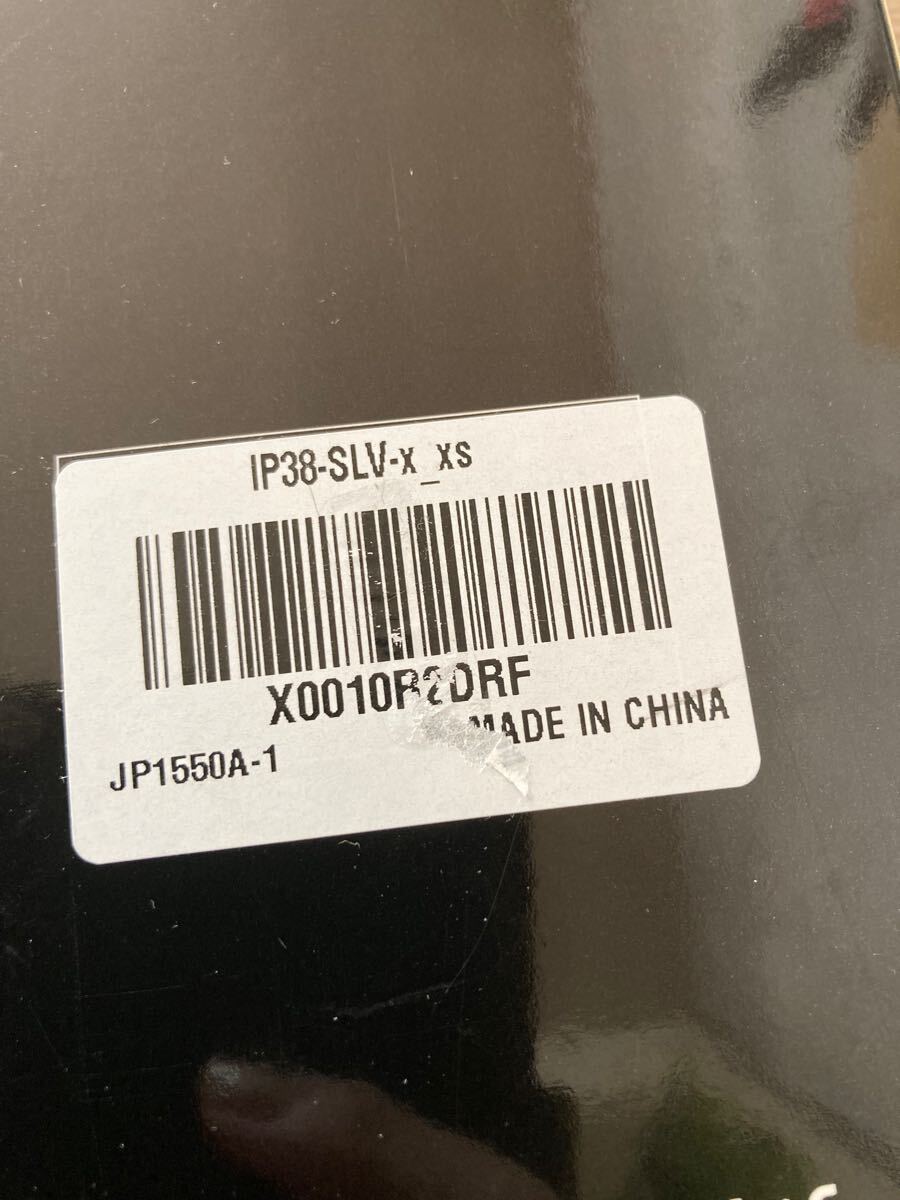 IP38-SLV-x_xs
X0010R2DRF
MADE IN CHINA
JP1550A-1